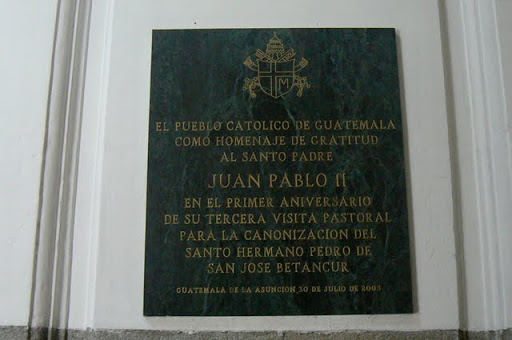 M
EL PUEBLO CATOLICO DE GUATEMALA
COMO HOMENAJE DE GRATITUD
AL SANTO PADRE
JUAN PABLO II
EN EL PRIMER ANIVERSARIO
DE SU TERCERA VISITA PASTORAL
PARA LA CANONIZACION DEL
SANTO HERMANO PEDRO DE
SAN JOSE BETANCUR
GUATEMALA DE LA ASUNCION 30 DE JULIO DE 2003